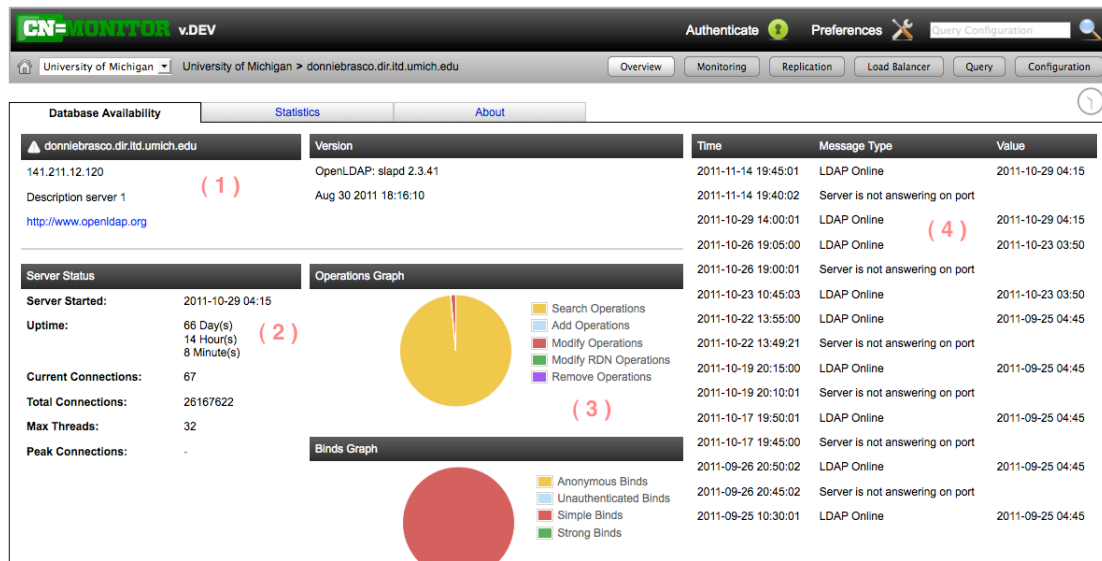 CN=MONITOR v.DEV
Authenticate Preferences Query Configuration
University of Michigan University of Michigan > donniebrasco.dir.itd.umich.edu Overview Monitoring Replication Load Balancer Query Configuration
Database Availability Statistics About
donniebrasco.dir.itd.umich.edu
141.211.12.120
Description server 1
http://www.openldap.org
( 1 )
Version
OpenLDAP: slapd 2.3.41
Aug 30 2011 18:16:10
Server Status
Server Started: 2011-10-29 04:15
Uptime: 66 Day(s)
14 Hour(s)
8 Minute(s)
( 2 )
Current Connections: 67
Total Connections: 26167622
Max Threads: 32
Peak Connections: -
Operations Graph
Search Operations
Add Operations
Modify Operations
Modify RDN Operations
Remove Operations
( 3 )
Binds Graph
Anonymous Binds
Unauthenticated Binds
Simple Binds
Strong Binds
Time Message Type Value
2011-11-14 19:45:01 LDAP Online 2011-10-29 04:15
2011-11-14 19:40:02 Server is not answering on port
2011-10-29 14:00:01 LDAP Online 2011-10-29 04:15
( 4 )
2011-10-26 19:05:00 LDAP Online 2011-10-23 03:50
2011-10-26 19:00:01 Server is not answering on port
2011-10-23 10:45:03 LDAP Online 2011-10-23 03:50
2011-10-22 13:55:00 LDAP Online 2011-09-25 04:45
2011-10-22 13:49:21 Server is not answering on port
2011-10-19 20:15:00 LDAP Online 2011-09-25 04:45
2011-10-19 20:10:01 Server is not answering on port
2011-10-17 19:50:01 LDAP Online 2011-09-25 04:45
2011-10-17 19:45:00 Server is not answering on port
2011-09-26 20:50:02 LDAP Online 2011-09-25 04:45
2011-09-26 20:45:02 Server is not answering on port
2011-09-25 10:30:01 LDAP Online 2011-09-25 04:45